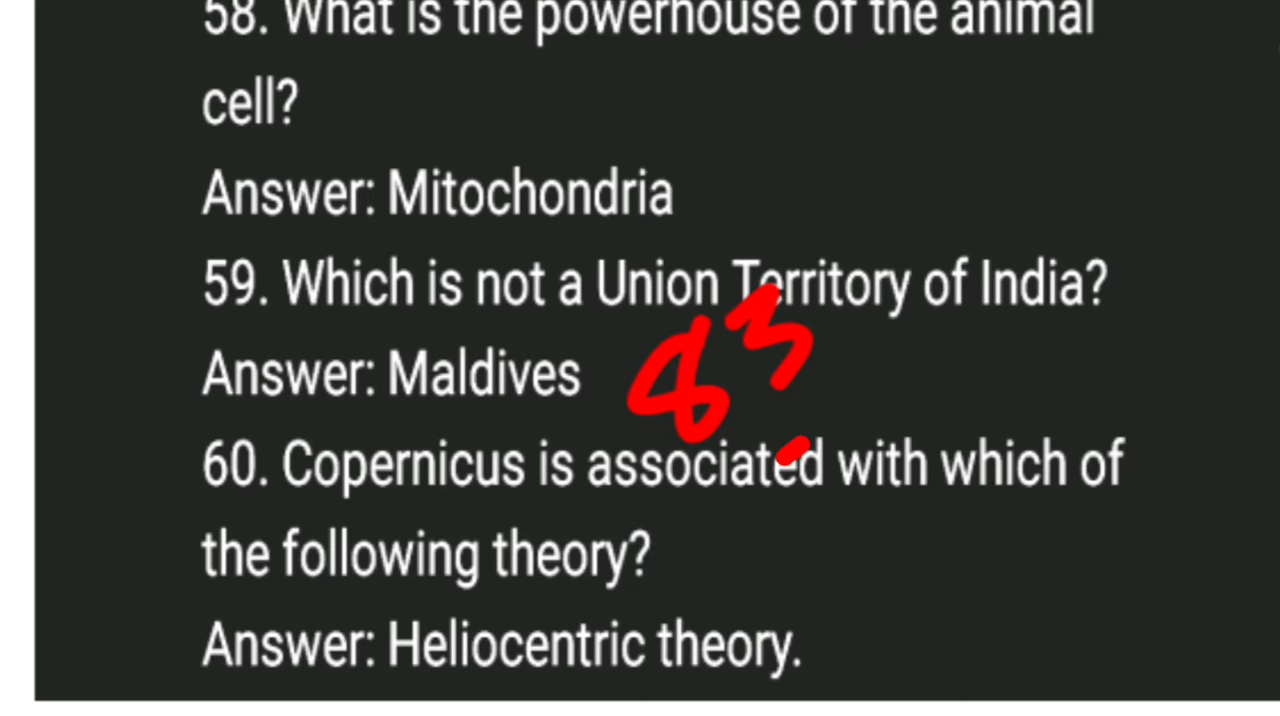 58. What is the powerhouse of the animal
cell?
Answer: Mitochondria
59. Which is not a Union Territory of India?
Answer: Maldives
83
60. Copernicus is associated with which of
the following theory?
Answer: Heliocentric theory.